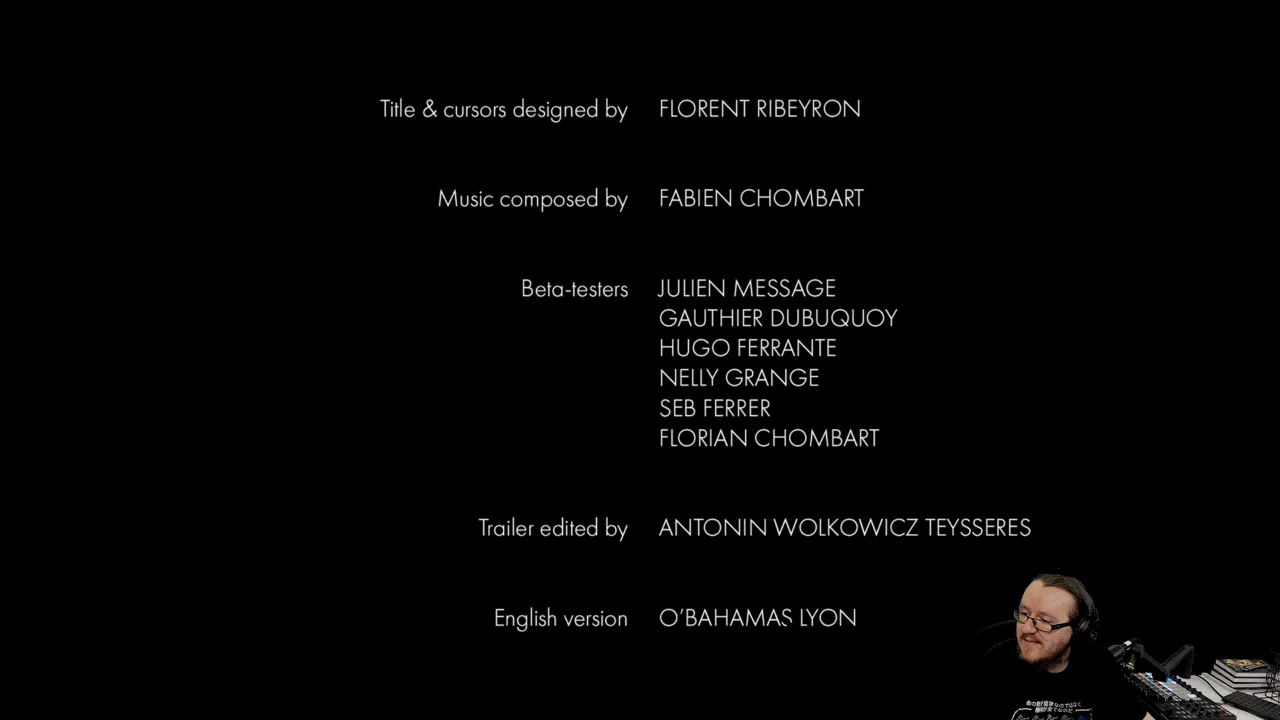 Title & cursors designed by FLORENT RIBEYRON
Music composed by FABIEN CHOMBART
Beta-testers JULIEN MESSAGE
GAUTHIER DUBUQUOY
HUGO FERRANTE
NELLY GRANGE
SEB FERRER
FLORIAN CHOMBART
Trailer edited by ANTONIN WOLKOWICZ TEYSSERES
English version O'BAHAMAS LYON